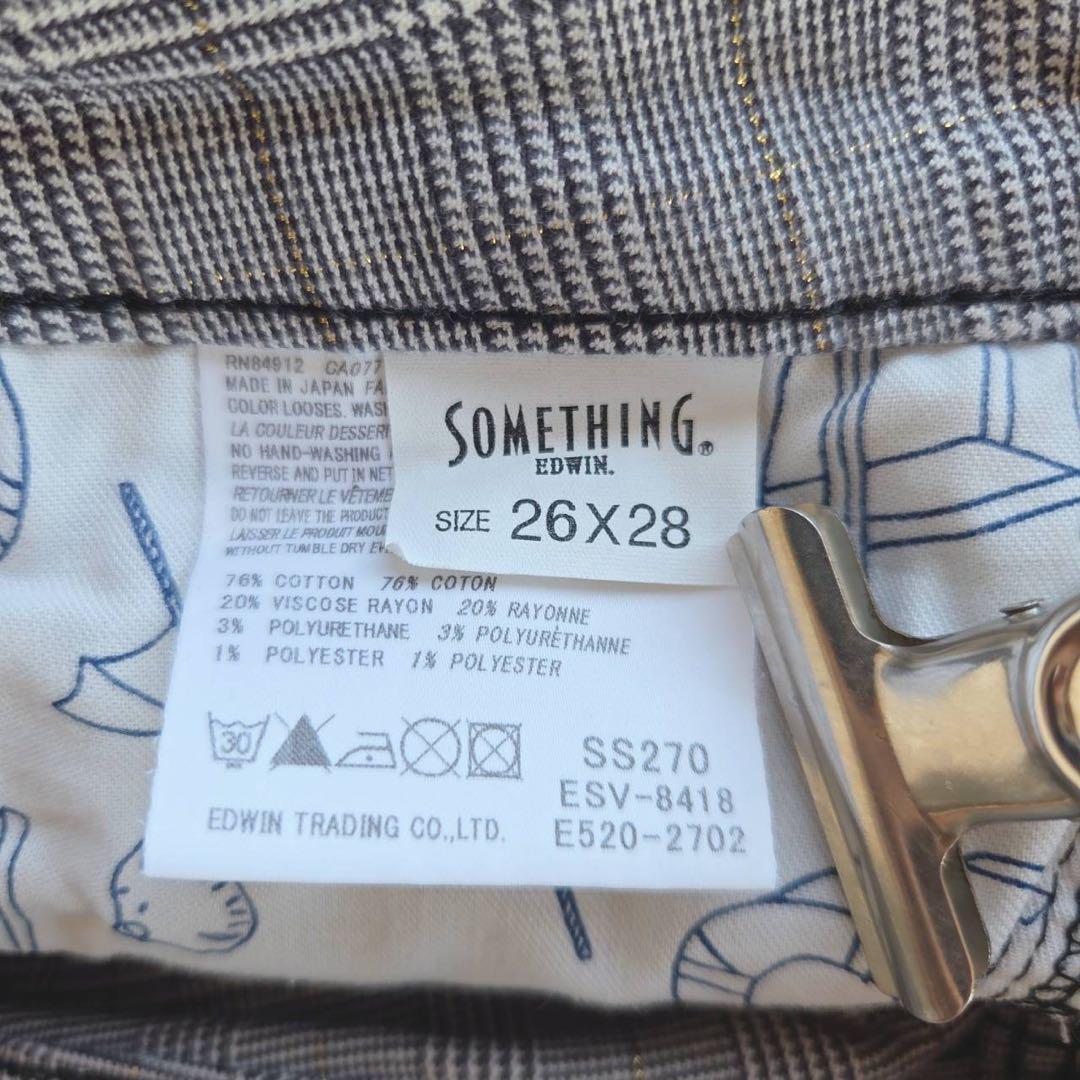 RN84912 CA077
MADE IN JAPAN FA
COLOR LOOSES. WASH
LA COULEUR DESSER
NO HAND-WASHING
REVERSE AND PUT IN NET
RETOURNER LE VÊTEME
DO NOT LEAVE THE PRODUCT
LAISSER LE PRODUIT MOU
WITHOUT TUMBLE DRY EV
SOMETHING®
EDWIN.
SIZE 26X28
76% COTTON 76% COTON
20% VISCOSE RAYON 20% RAYONNE
3% POLYURETHANE 3% POLYURÉTHANNE
1% POLYESTER 1% POLYESTER
30
EDWIN TRADING CO.,LTD.
SS270
ESV-8418
E520-2702